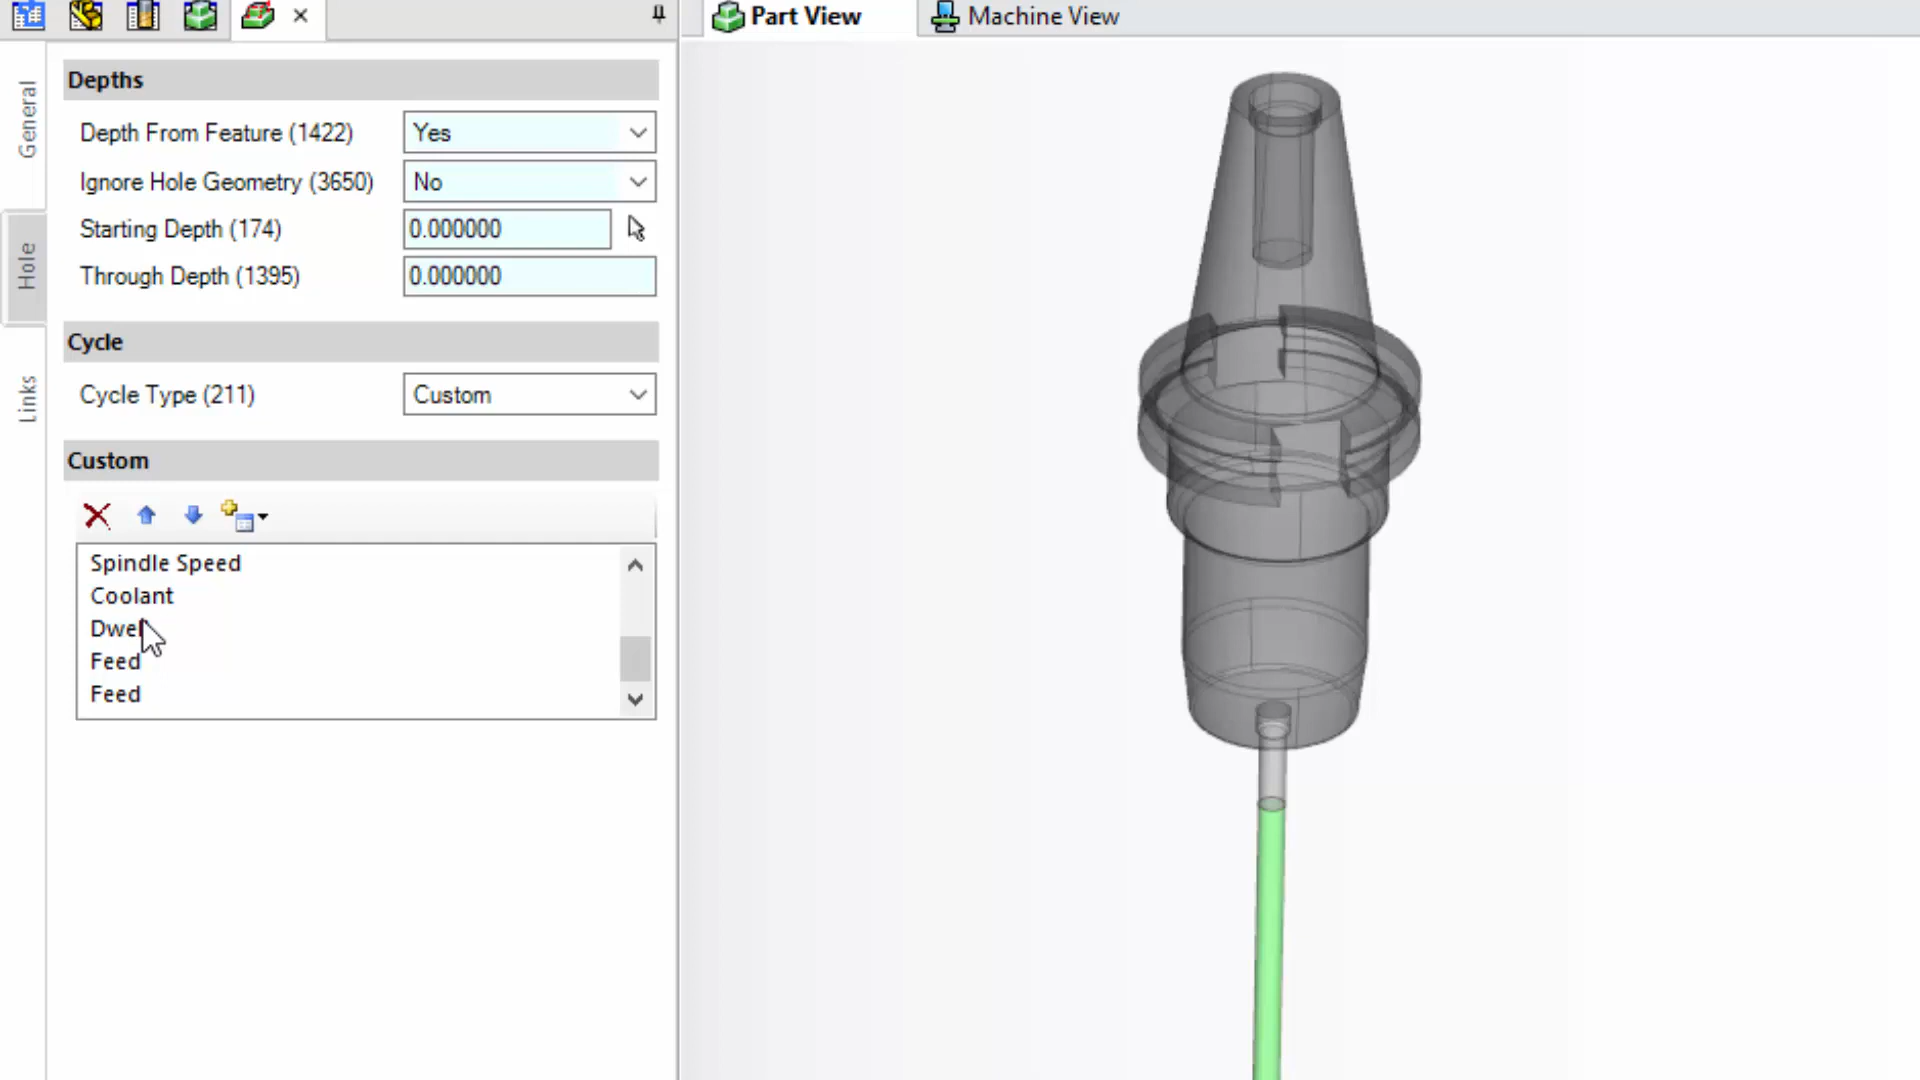 Part View
Machine View
General
Hole
Links
Depths
Depth From Feature (1422)
Yes
Ignore Hole Geometry (3650)
No
Starting Depth (174)
0.000000
Through Depth (1395)
0.000000
Cycle
Cycle Type (211)
Custom
Custom
Spindle Speed
Coolant
Dwell
Feed
Feed